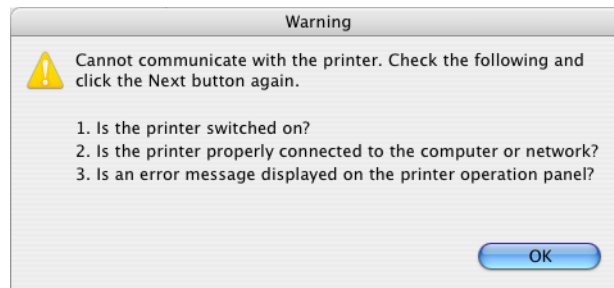 Warning
Cannot communicate with the printer. Check the following and
click the Next button again.
1. Is the printer switched on?
2. Is the printer properly connected to the computer or network?
3. Is an error message displayed on the printer operation panel?
OK